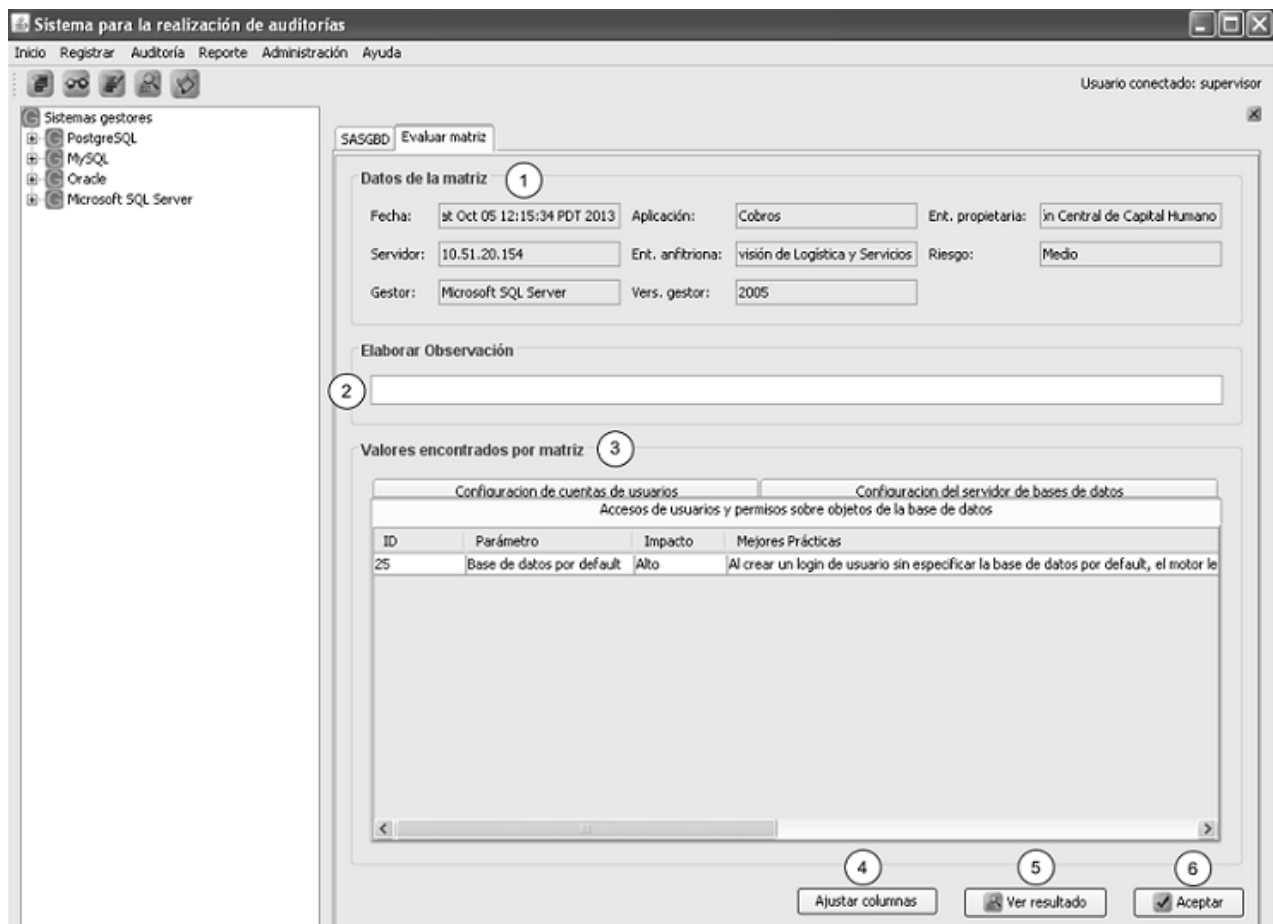 Sistema para la realización de auditorías
Inicio Registrar Auditoría Reporte Administración Ayuda
Usuario conectado: supervisor
Sistemas gestores
PostgreSQL
MySQL
Oracle
Microsoft SQL Server
SASGBD Evaluar matriz
Datos de la matriz 1
Fecha: at Oct 05 12:15:34 PDT 2013 Aplicación: Cobros Ent. propietaria: ón Central de Capital Humano
Servidor: 10.51.20.154 Ent. anfitriona: visión de Logística y Servicios Riesgo: Medio
Gestor: Microsoft SQL Server Vers. gestor: 2005
Elaborar Observación
2
Valores encontrados por matriz 3
Configuracion de cuentas de usuarios Configuracion del servidor de bases de datos
Accesos de usuarios y permisos sobre objetos de la base de datos
ID Parámetro Impacto Mejores Prácticas
25 Base de datos por default Alto Al crear un login de usuario sin especificar la base de datos por default, el motor le
4 5 6
Ajustar columnas Ver resultado Aceptar